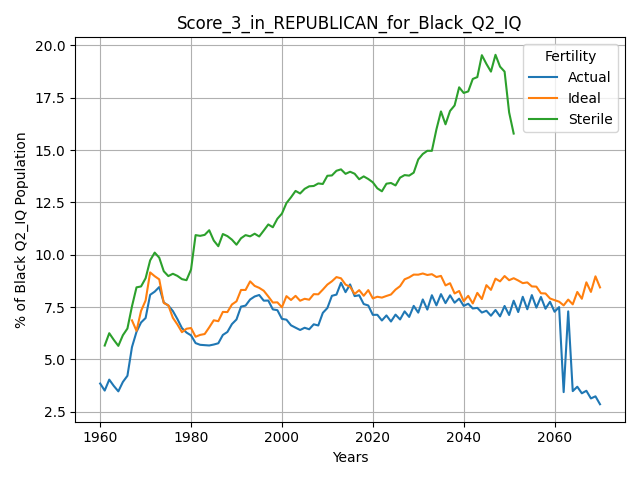 Score_3_in_REPUBLICAN_for_Black_Q2_IQ
% of Black Q2_IQ Population
20.0
17.5
15.0
12.5
10.0
7.5
5.0
2.5
Fertility
Actual
Ideal
Sterile
1960
1980
2000
2020
2040
2060
Years